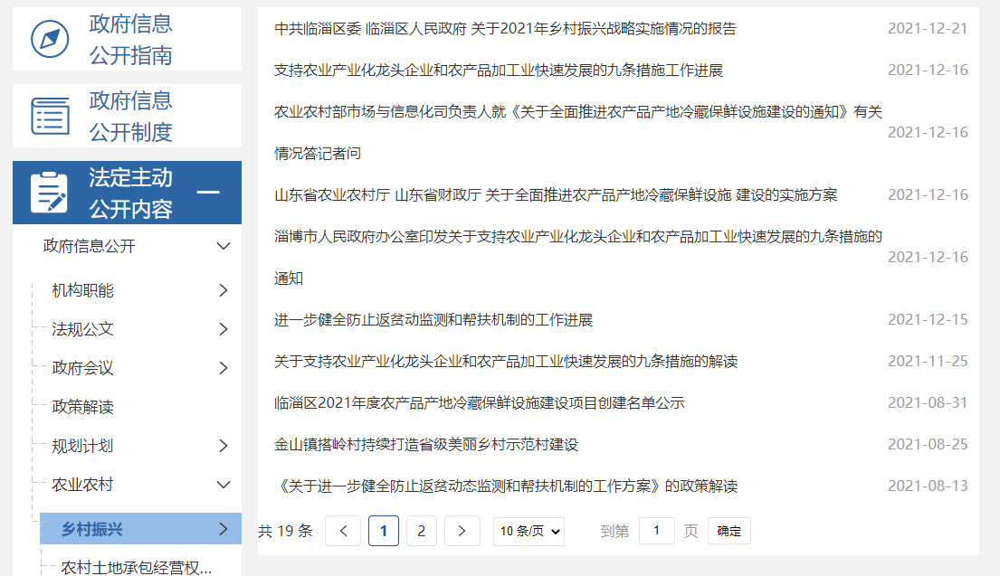 政府信息
公开指南
政府信息
公开制度
法定主动
公开内容
政府信息公开
机构职能
法规公文
政府会议
政策解读
规划计划
农业农村
乡村振兴
农村土地承包经营权...
中共临淄区委 临淄区人民政府 关于2021年乡村振兴战略实施情况的报告 2021-12-21
支持农业产业化龙头企业和农产品加工业快速发展的九条措施工作进展 2021-12-16
农业农村部市场与信息化司负责人就《关于全面推进农产品产地冷藏保鲜设施建设的通知》有关
情况答记者问 2021-12-16
山东省农业农村厅 山东省财政厅 关于全面推进农产品产地冷藏保鲜设施 建设的实施方案 2021-12-16
淄博市人民政府办公室印发关于支持农业产业化龙头企业和农产品加工业快速发展的九条措施的
通知 2021-12-16
进一步健全防止返贫动监测和帮扶机制的工作进展 2021-12-15
关于支持农业产业化龙头企业和农产品加工业快速发展的九条措施的解读 2021-11-25
临淄区2021年度农产品产地冷藏保鲜设施建设项目创建名单公示 2021-08-31
金山镇搭岭村持续打造省级美丽乡村示范村建设 2021-08-25
《关于进一步健全防止返贫动态监测和帮扶机制的工作方案》的政策解读 2021-08-13
共 19 条 < 1 2 > 10 条/页 到第 1 页 确定